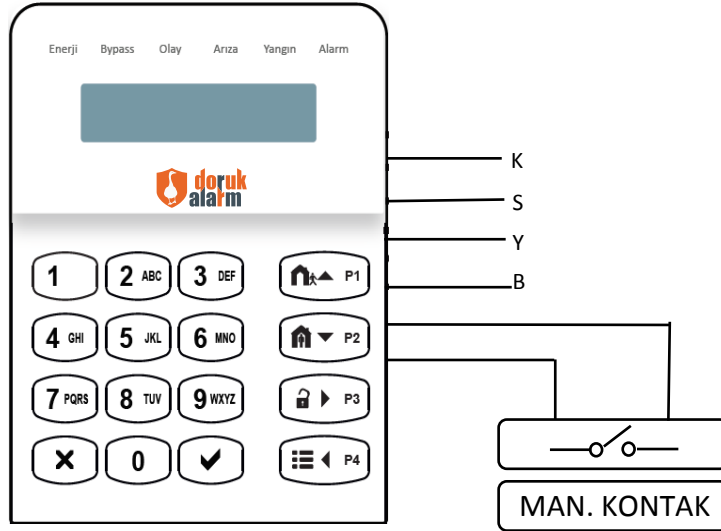 Enerji Bypass Olay Arıza Yangın Alarm
doruk
alarm
K
S
Y
B
1 2 ABC 3 DEF P1
4 GHI 5 JKL 6 MNO P2
7 PQRS 8 TUV 9 WXYZ P3
0 P4
MAN. KONTAK